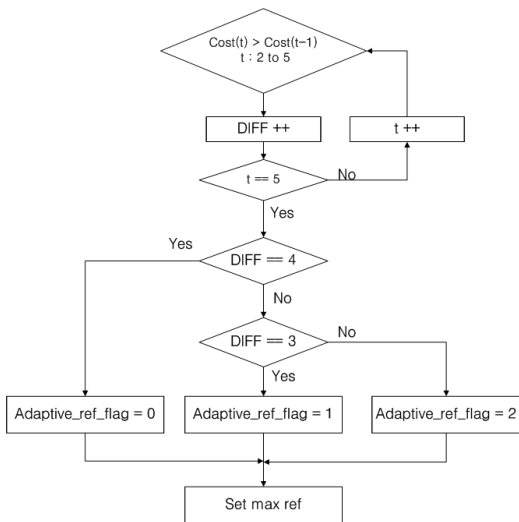 Cost(t) > Cost(t-1)
t : 2 to 5
DIFF ++
t ++
t == 5
No
Yes
Yes
DIFF == 4
No
DIFF == 3
No
Yes
Adaptive_ref_flag = 0
Adaptive_ref_flag = 1
Adaptive_ref_flag = 2
Set max ref